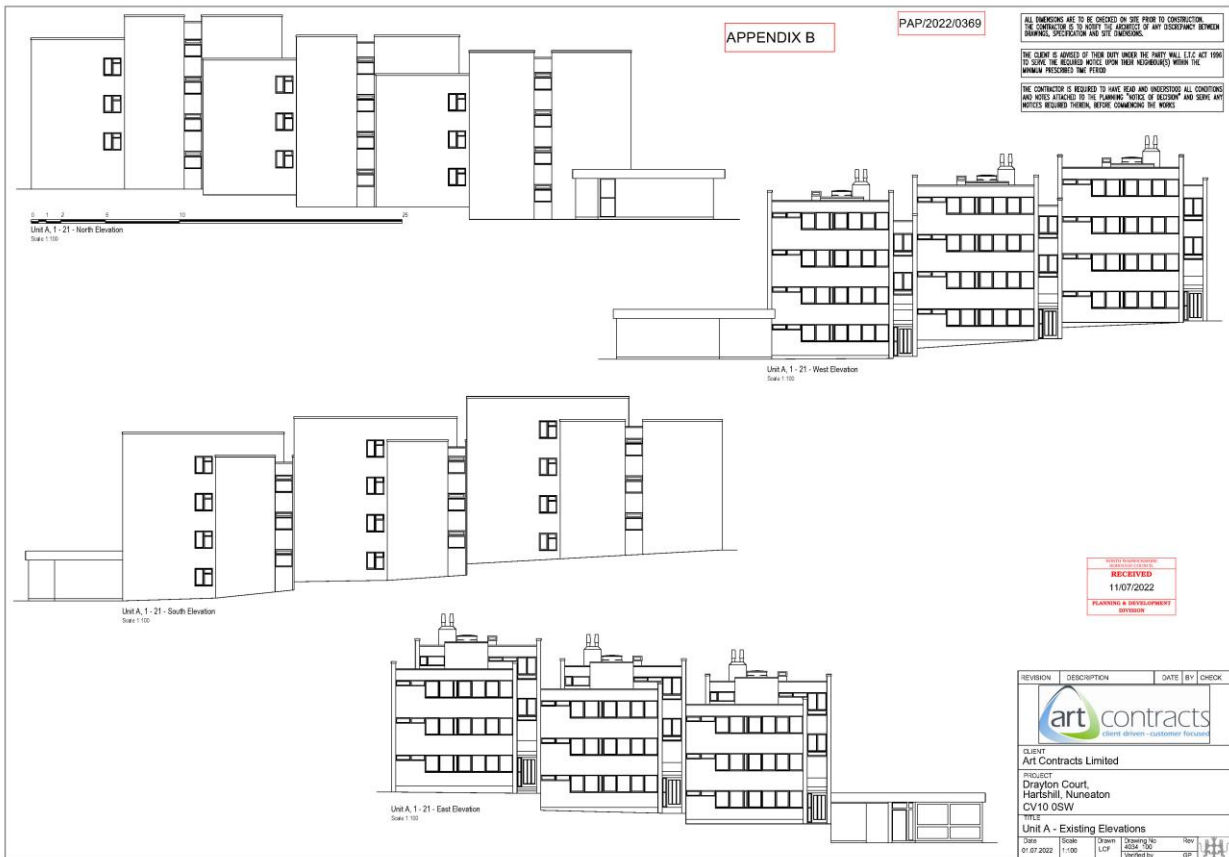 APPENDIX B
PAP/2022/0369
ALL DIMENSIONS ARE TO BE CHECKED ON SITE PRIOR TO CONSTRUCTION.
THE CONTRACTOR IS TO NOTIFY THE ARCHITECT OF ANY DISCREPANCY BETWEEN
DRAWINGS, SPECIFICATION AND SITE DIMENSIONS.
THE CLIENT IS ADVISED OF THEIR DUTY UNDER THE PARTY WALL E.T.C ACT 1996
TO SERVE THE REQUIRED NOTICE UPON THEIR NEIGHBOUR(S) WITHIN THE
MINIMUM PRESCRIBED TIME PERIOD
THE CONTRACTOR IS REQUIRED TO HAVE READ AND UNDERSTOOD ALL CONDITIONS
AND NOTES ATTACHED TO THE PLANNING "NOTICE OF DECISION" AND SERVE ANY
NOTICES REQUIRED THEREIN, BEFORE COMMENCING THE WORKS
0 1 2 5 10 25
Unit A, 1 - 21 - North Elevation
Scale 1:100
Unit A, 1 - 21 - West Elevation
Scale 1:100
Unit A, 1 - 21 - South Elevation
Scale 1:100
Unit A, 1 - 21 - East Elevation
Scale 1:100
NORTH WARWICKSHIRE
BOROUGH COUNCIL
RECEIVED
11/07/2022
PLANNING & DEVELOPMENT
DIVISION
REVISION DESCRIPTION DATE BY CHECK
art contracts
client driven - customer focused
CLIENT
Art Contracts Limited
PROJECT
Drayton Court,
Hartshill, Nuneaton
CV10 0SW
TITLE
Unit A - Existing Elevations
Date Scale Drawn Drawing No Rev
01.07.2022 1:100 LCF 4034_100
Verified by GP